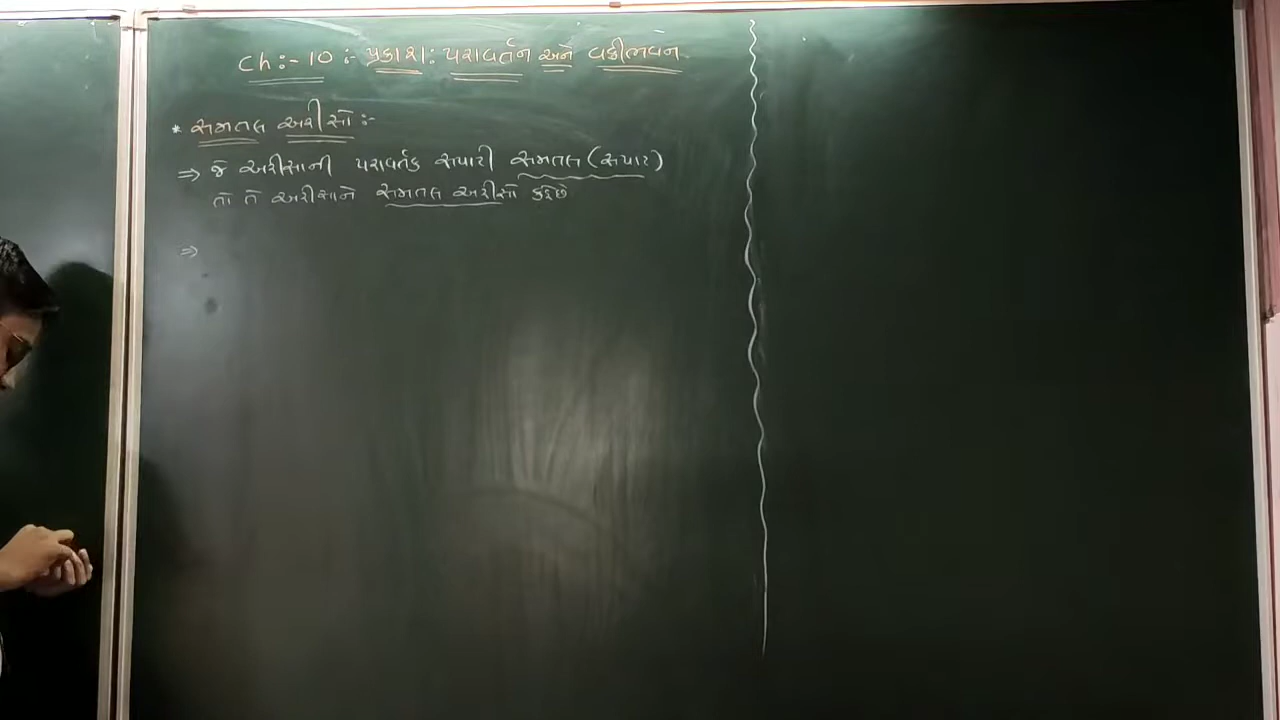 Ch:- 10 :- પ્રકાશ: પરાવર્તન અને વક્રીભવન
* સમતલ અરીસો :-
⇒ જે અરીસાની પરાવર્તક સપાટી સમતલ (સપાટ)
તો તે અરીસાને સમતલ અરીસો કહેછે
⇒